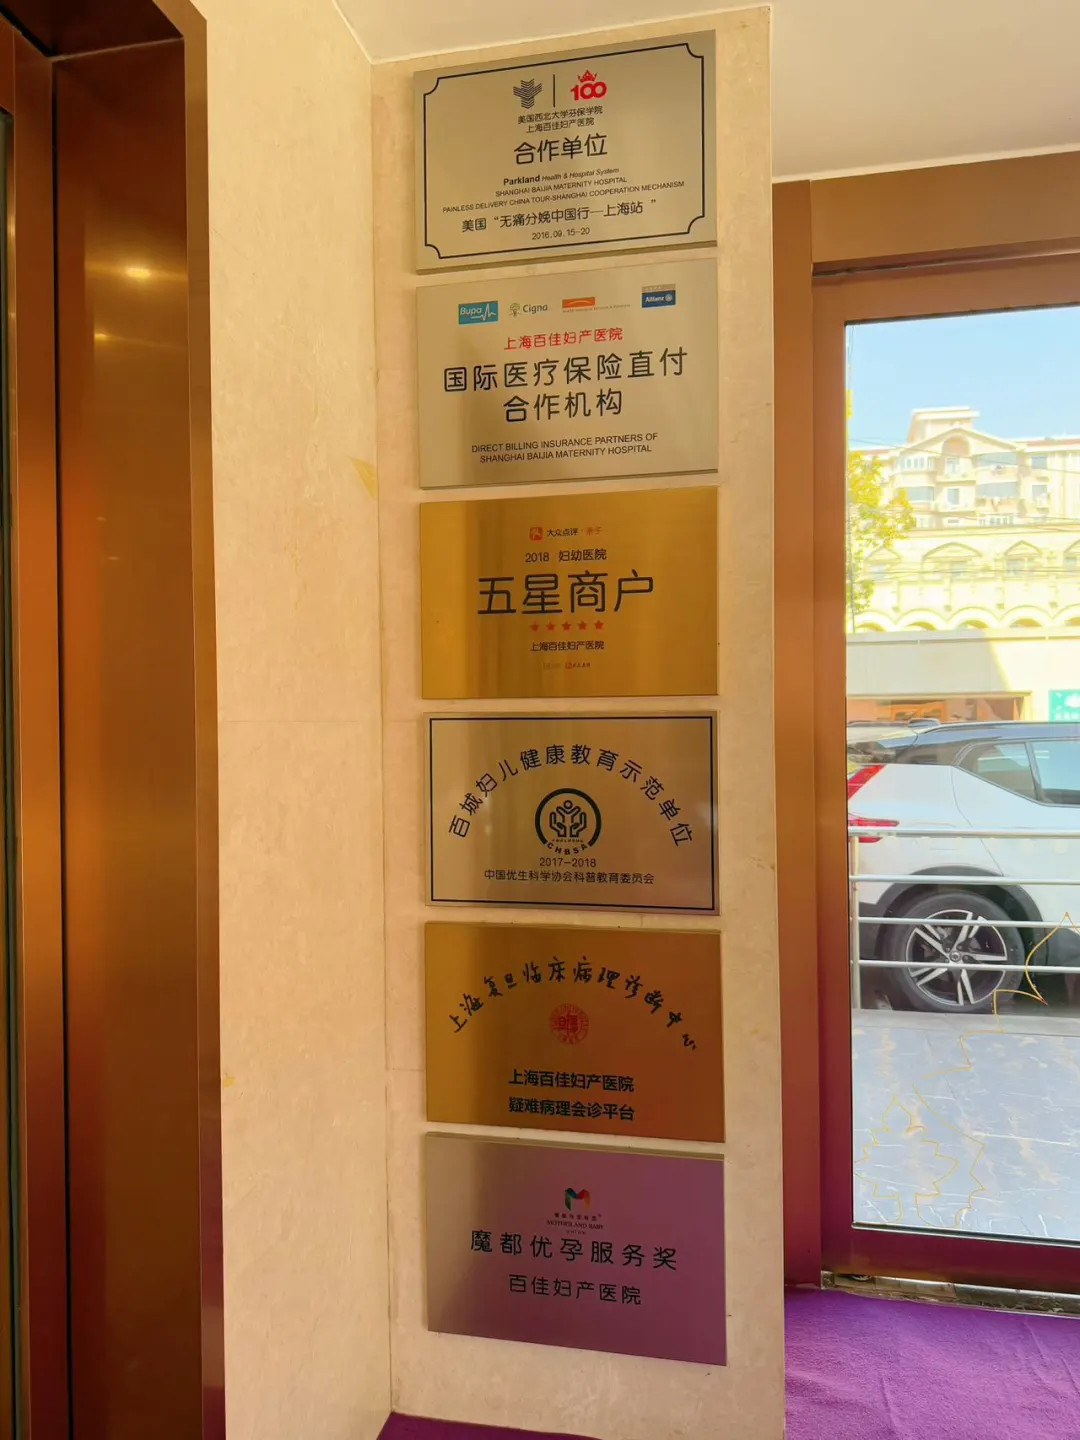 100
美国西北大学芬保学院
上海百佳妇产医院
合作单位
Parkland Health & Hospital System
SHANGHAI BAIJIA MATERNITY HOSPITAL
PAINLESS DELIVERY CHINA TOUR-SHANGHAI COOPERATION MECHANISM
美国“无痛分娩中国行—上海站 ”
2016.09.15-20
Bupa Cigna Allianz
上海百佳妇产医院
国际医疗保险直付
合作机构
DIRECT BILLING INSURANCE PARTNERS OF
SHANGHAI BAIJIA MATERNITY HOSPITAL
大众点评·亲子
2018 妇幼医院
五星商户
上海百佳妇产医院
百城妇儿健康教育示范单位
CHBSA
2017-2018
中国优生科学协会科普教育委员会
上海复旦临床病理诊断中心
上海百佳妇产医院
疑难病理会诊平台
MOTHERLAND BABY
魔都优孕服务奖
百佳妇产医院